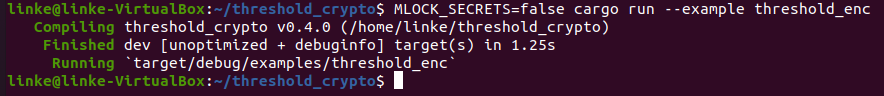 linke@linke-VirtualBox:~/threshold_crypto$ MLOCK_SECRETS=false cargo run --example threshold_enc
Compiling threshold_crypto v0.4.0 (/home/linke/threshold_crypto)
Finished dev [unoptimized + debuginfo] target(s) in 1.25s
Running `target/debug/examples/threshold_enc`
linke@linke-VirtualBox:~/threshold_crypto$